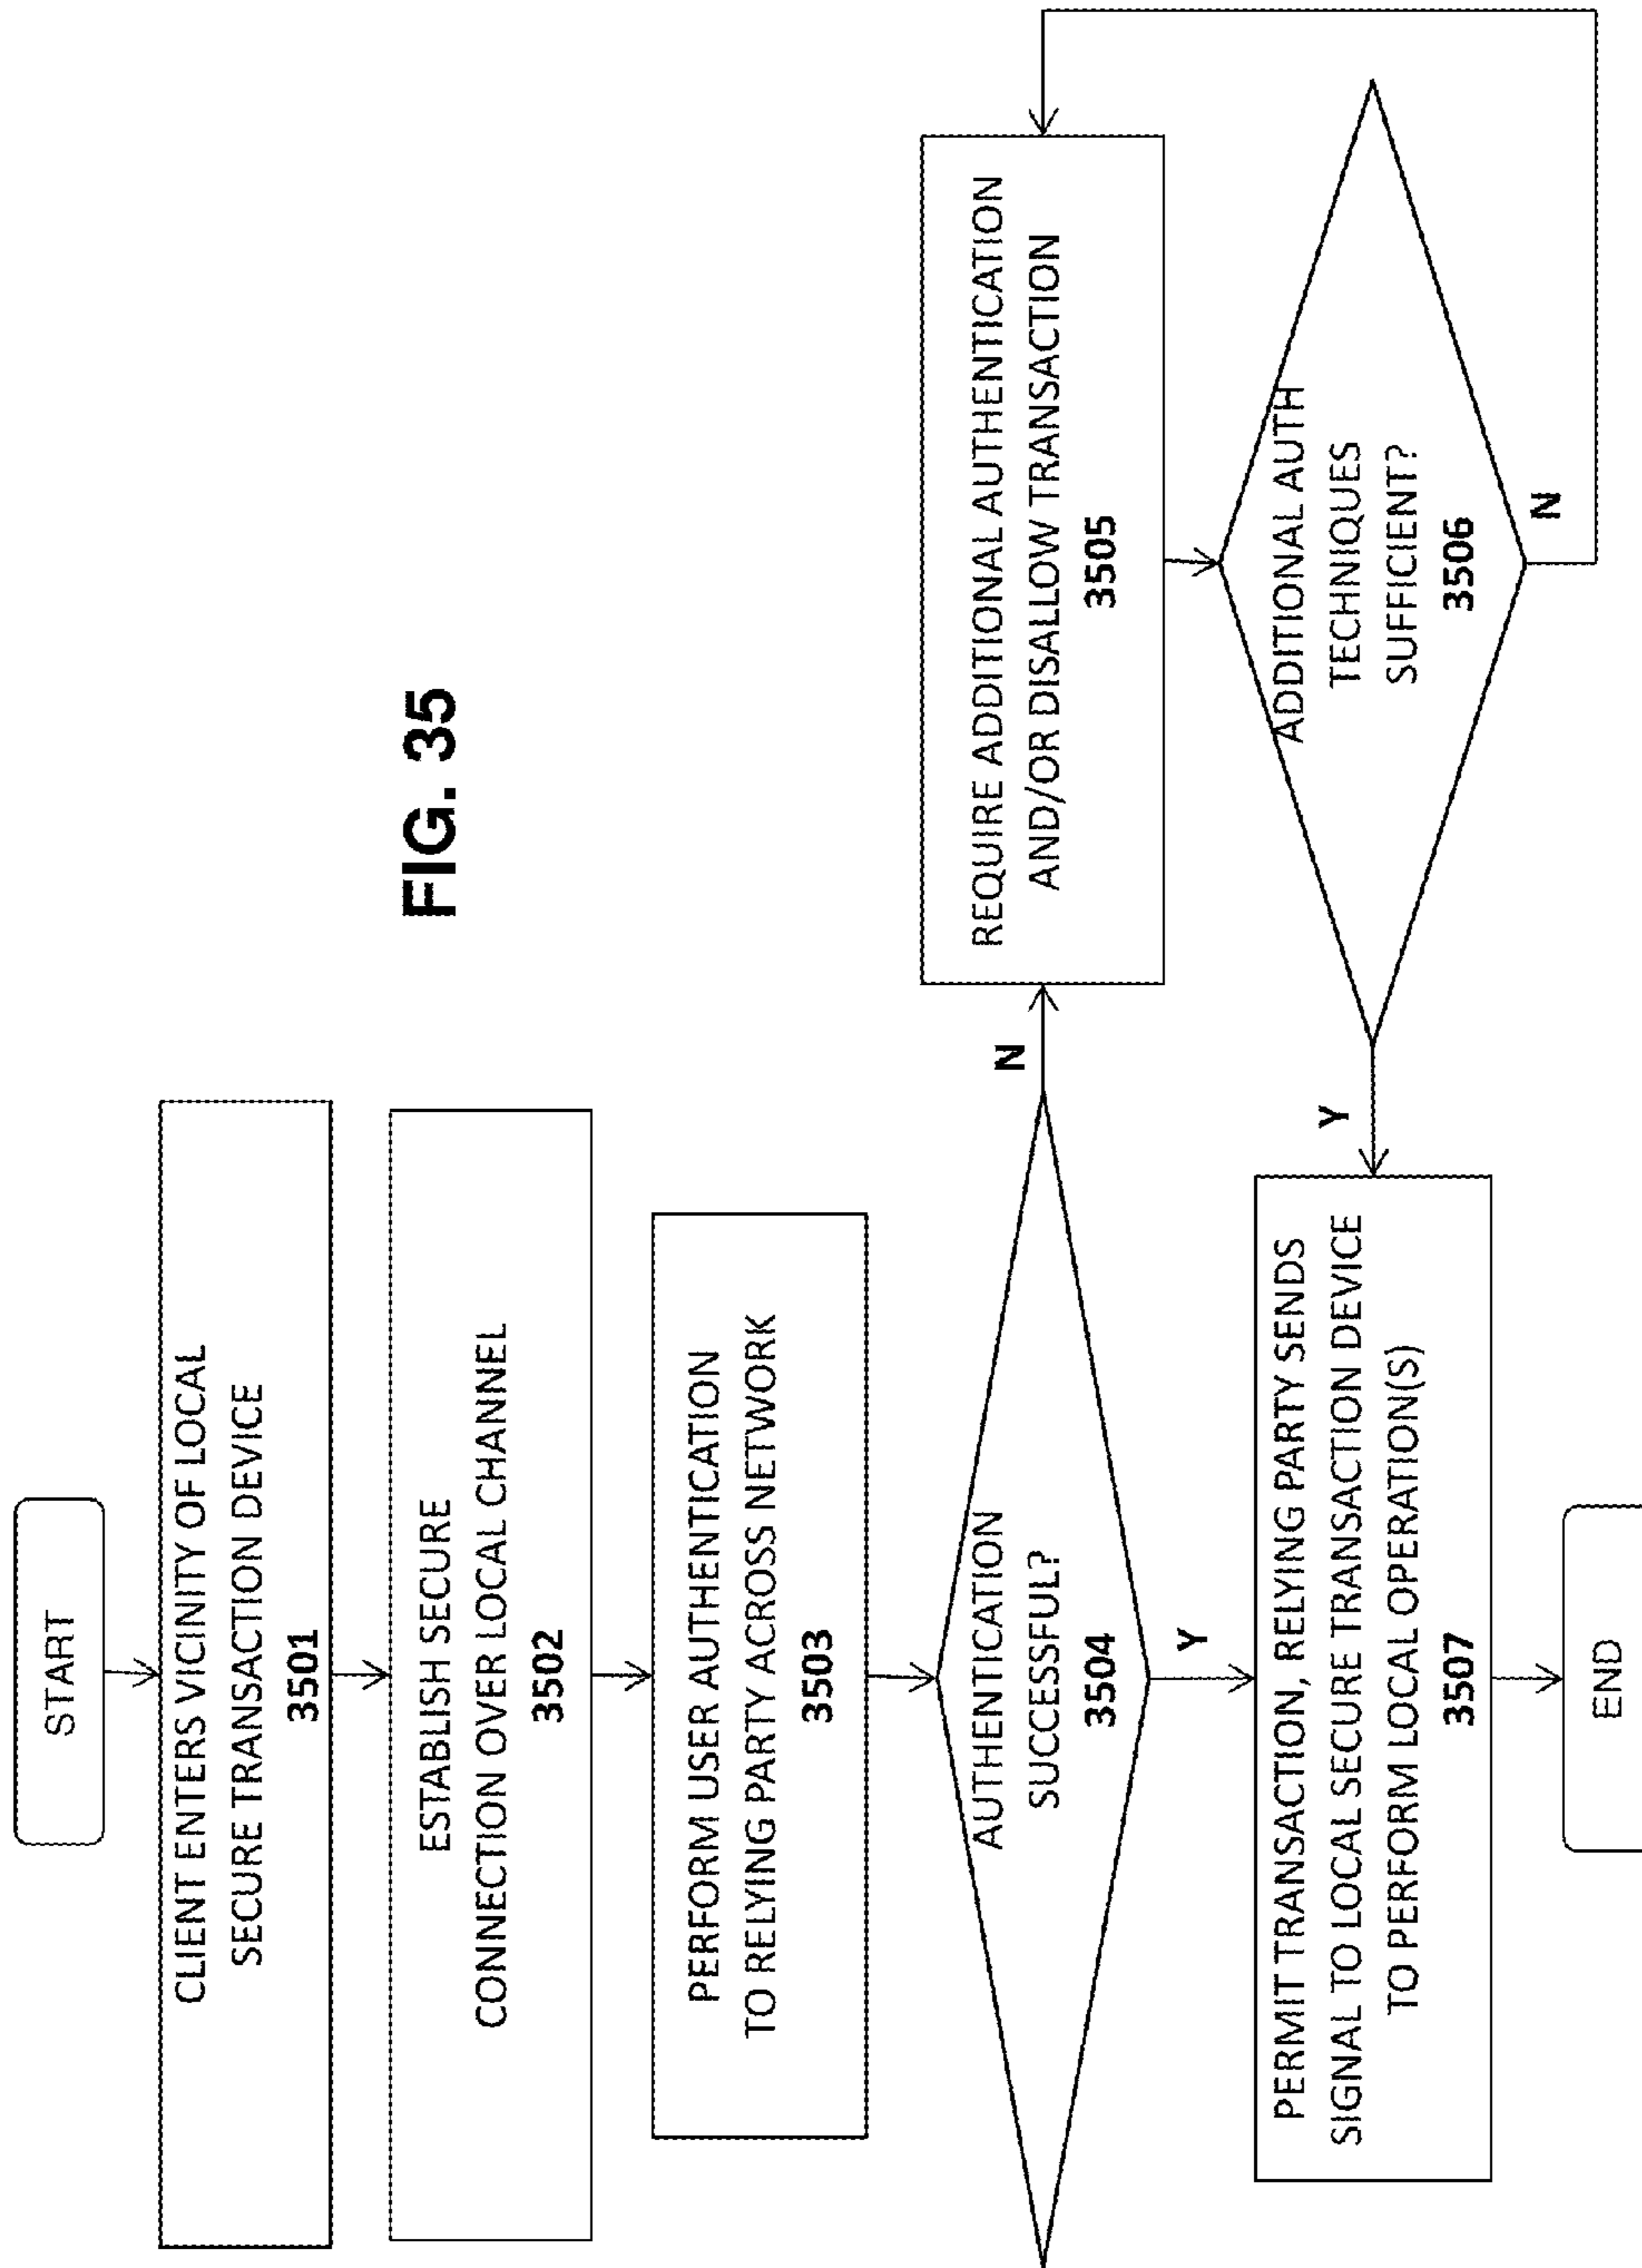 FIG. 35
START
CLIENT ENTERS VICINITY OF LOCAL
SECURE TRANSACTION DEVICE
3501
ESTABLISH SECURE
CONNECTION OVER LOCAL CHANNEL
3502
PERFORM USER AUTHENTICATION
TO RELYING PARTY ACROSS NETWORK
3503
AUTHENTICATION
SUCCESSFUL?
3504
N
Y
REQUIRE ADDITIONAL AUTHENTICATION
AND/OR DISALLOW TRANSACTION
3505
ADDITIONAL AUTH
TECHNIQUES
SUFFICIENT?
3506
N
Y
PERMIT TRANSACTION, RELYING PARTY SENDS
SIGNAL TO LOCAL SECURE TRANSACTION DEVICE
TO PERFORM LOCAL OPERATION(S)
3507
END